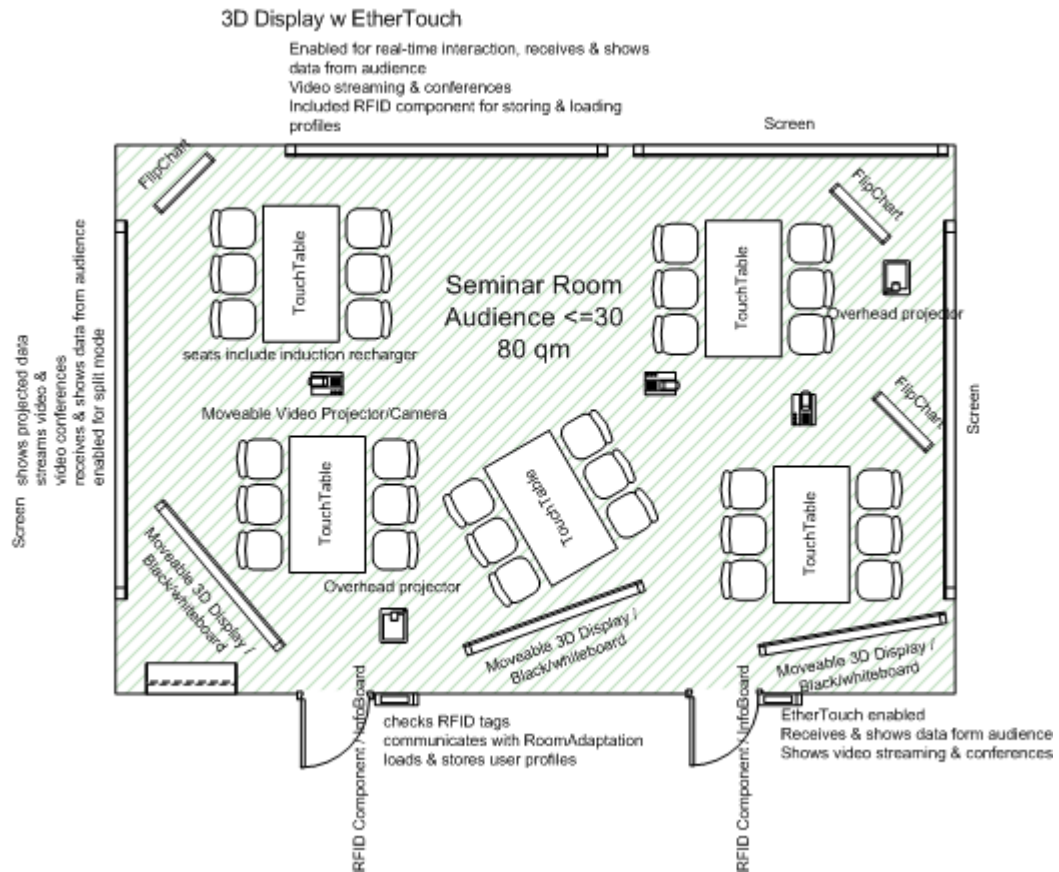 3D Display w EtherTouch
Enabled for real-time interaction, receives & shows
data from audience
Video streaming & conferences
Included RFID component for storing & loading
profiles
Screen
FlipChart
FlipChart
TouchTable
TouchTable
Seminar Room
Audience <=30
80 qm
Overhead projector
seats include induction recharger
Moveable Video Projector/Camera
FlipChart
Screen
Screen
shows projected data
streams video &
video conferences
receives & shows data from audience
enabled for split mode
TouchTable
TouchTable
TouchTable
Moveable 3D Display /
Black/whiteboard
Overhead projector
Moveable 3D Display /
Black/whiteboard
Moveable 3D Display /
Black/whiteboard
RFID Component / InfoBoard
checks RFID tags
communicates with RoomAdaptation
loads & stores user profiles
RFID Component / InfoBoard
EtherTouch enabled
Receives & shows data form audience
Shows video streaming & conferences